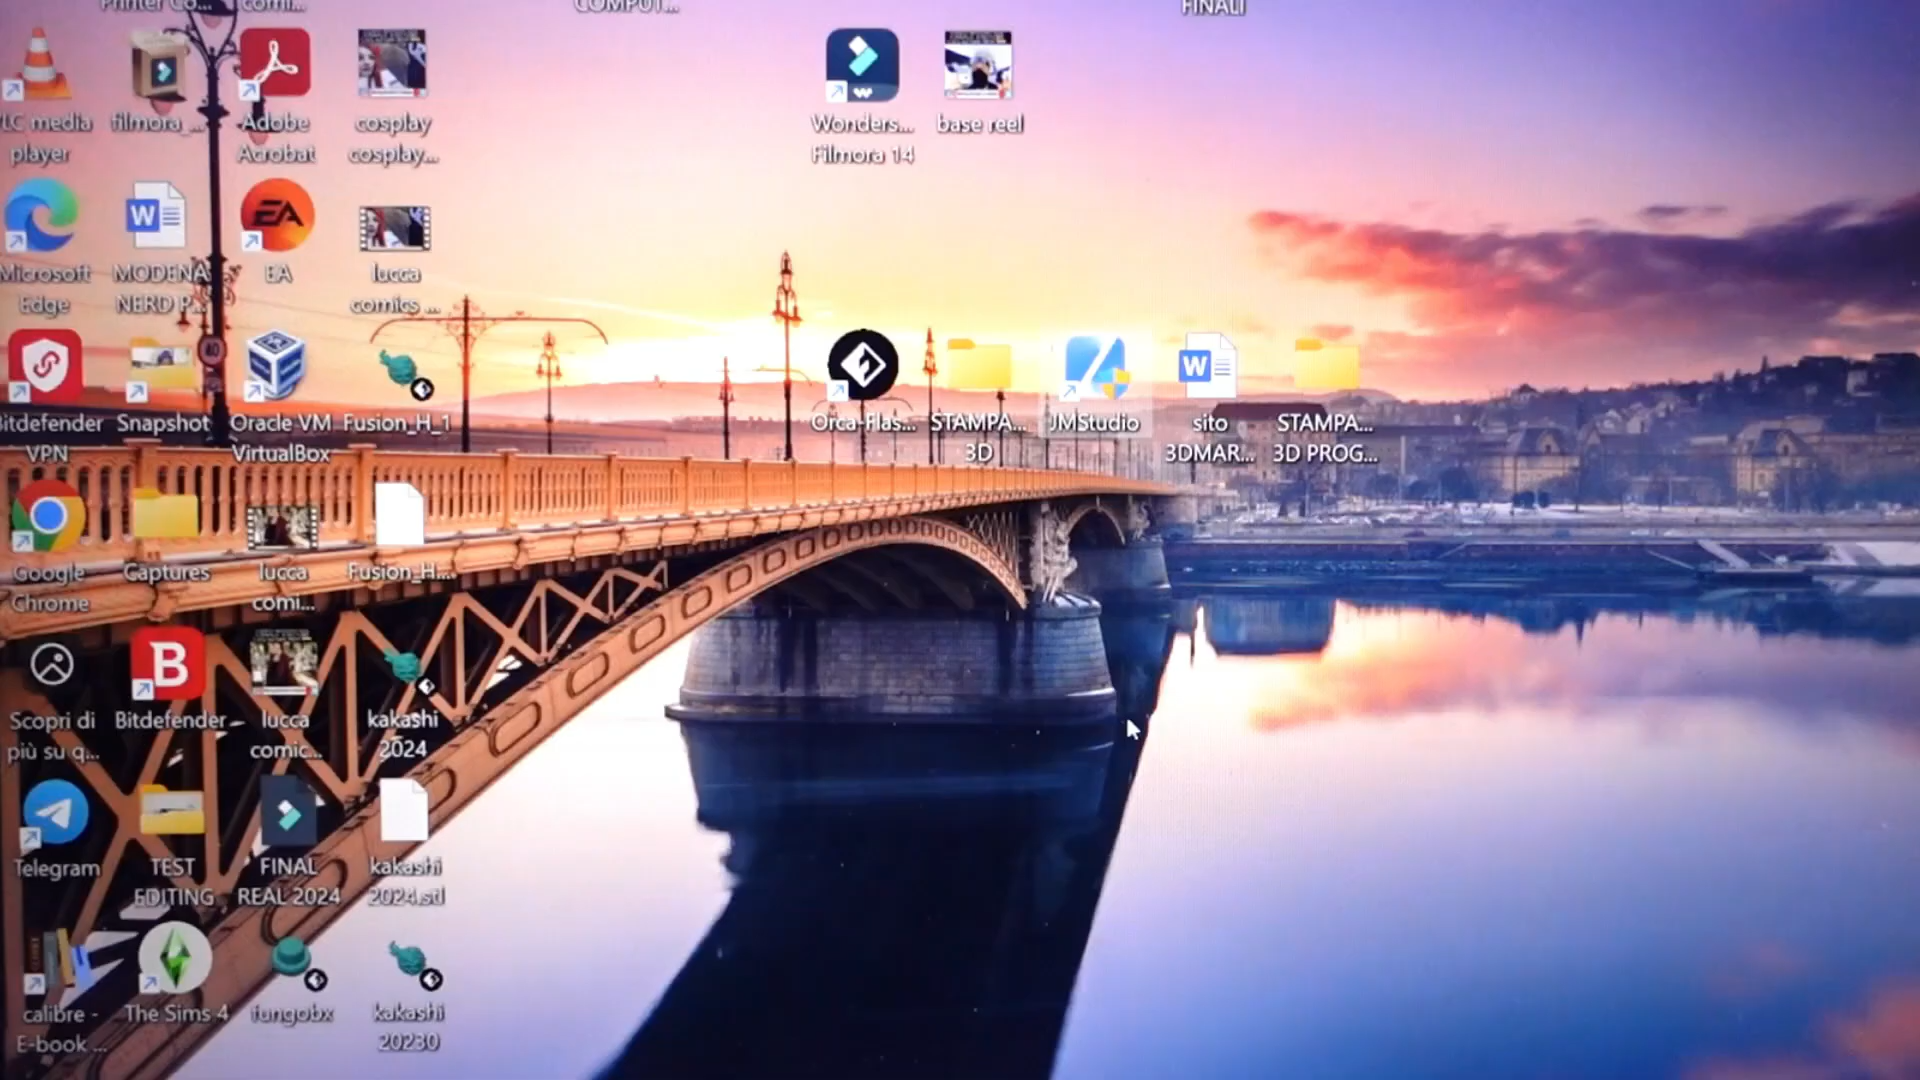 Printer Co...
comi...
COMPUT...
FINALI
VLC media
player
filmora_...
Adobe
Acrobat
cosplay
cosplay...
Wonders...
Filmora 14
base reel
Microsoft
Edge
W
MODENA
NERD P...
EA
EA
lucca
comics ...
Bitdefender
VPN
Snapshot
Oracle VM
VirtualBox
Fusion_H_1
Orca-Flas...
STAMPA...
3D
JMStudio
W
sito
3DMAR...
STAMPA...
3D PROG...
40
Google
Chrome
Captures
lucca
comi...
Fusion_H...
Scopri di
più su q...
B
Bitdefender
lucca
comic...
kakashi
2024
Telegram
TEST
EDITING
FINAL
REAL 2024
kakashi
2024.stl
calibre -
E-book ...
The Sims 4
fungobx
kakashi
20230